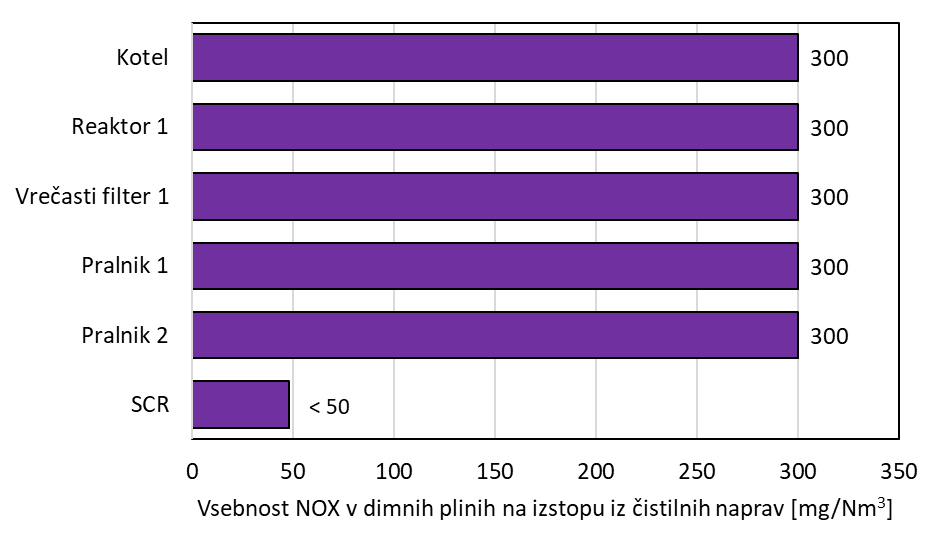 Kotel 300
Reaktor 1 300
Vrečasti filter 1 300
Pralnik 1 300
Pralnik 2 300
SCR < 50
0 50 100 150 200 250 300 350
Vsebnost NOX v dimnih plinih na izstopu iz čistilnih naprav [mg/Nm³]